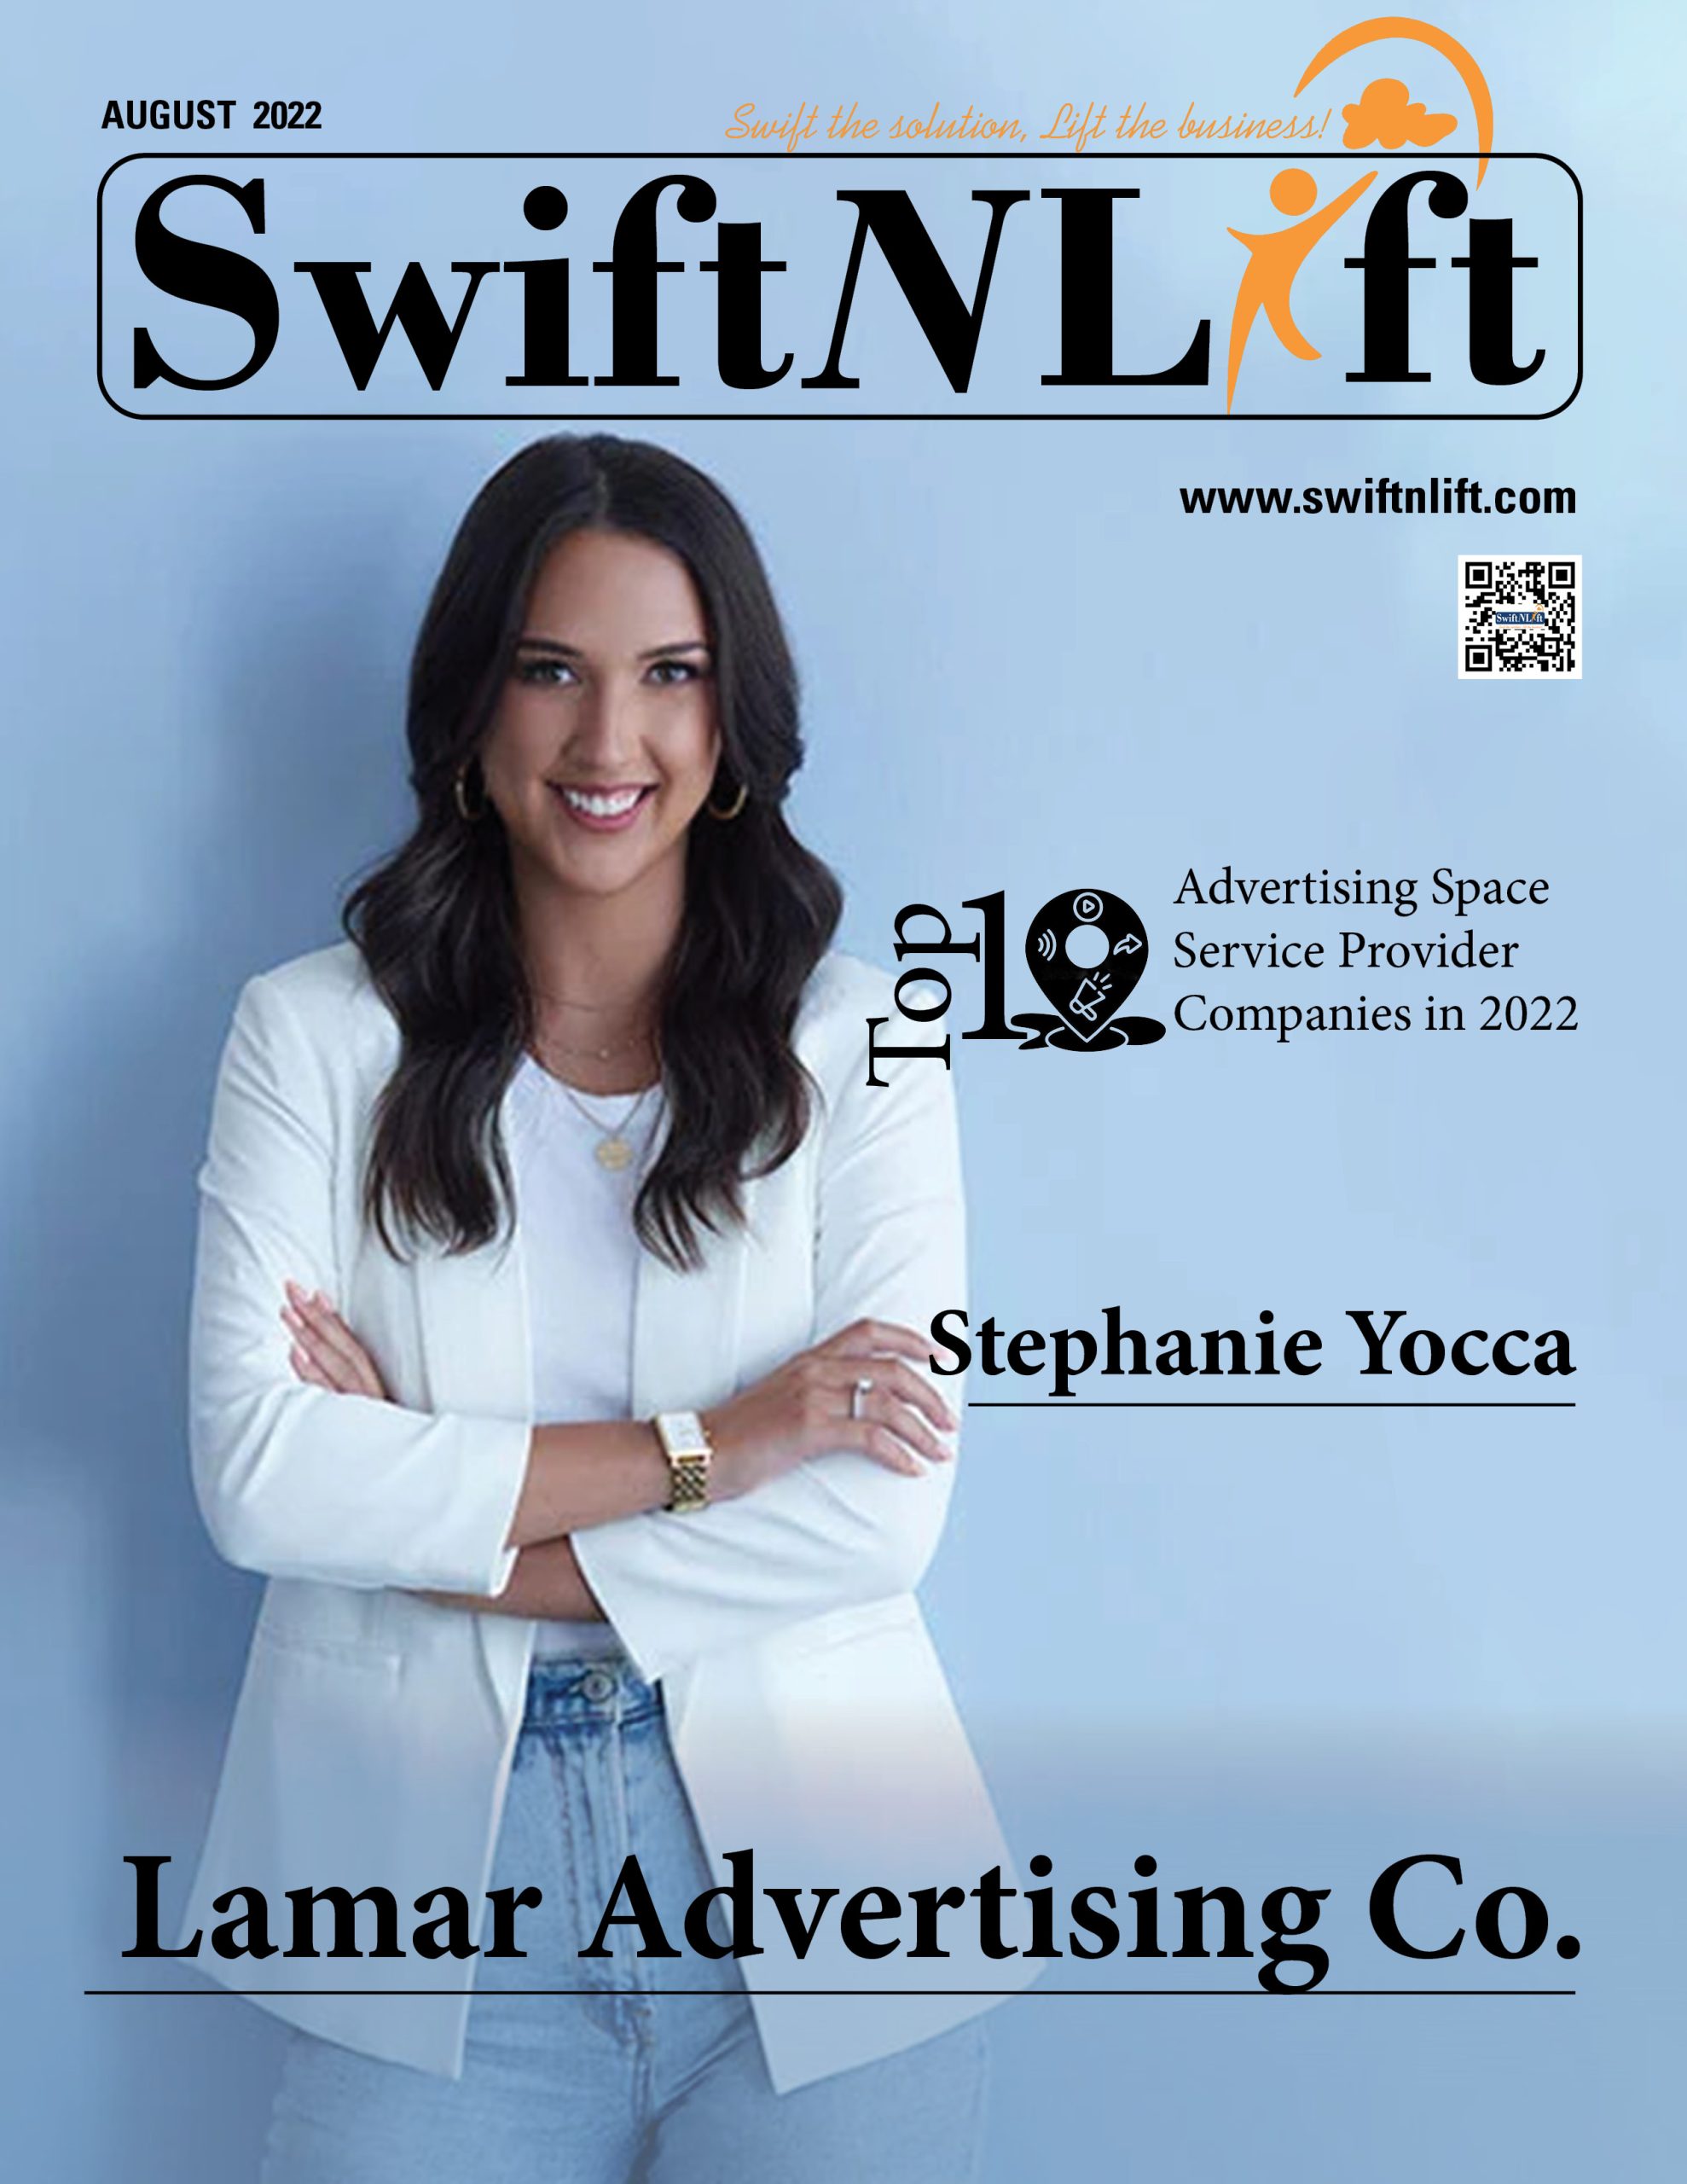 AUGUST 2022
Swift the solution, Lift the business!
SwiftNLift
www.swiftnlift.com
SwiftNLift
Top 10
Advertising Space
Service Provider
Companies in 2022
Stephanie Yocca
Lamar Advertising Co.